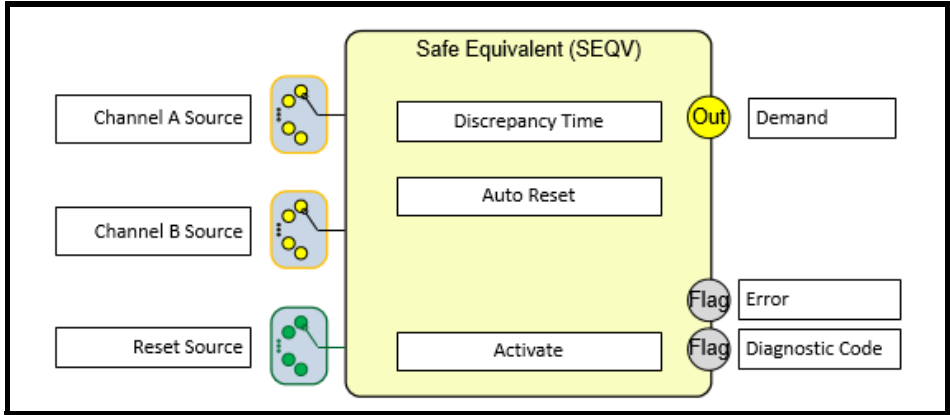 Safe Equivalent (SEQV)
Channel A Source
Discrepancy Time
Out
Demand
Auto Reset
Channel B Source
Flag
Error
Reset Source
Activate
Flag
Diagnostic Code